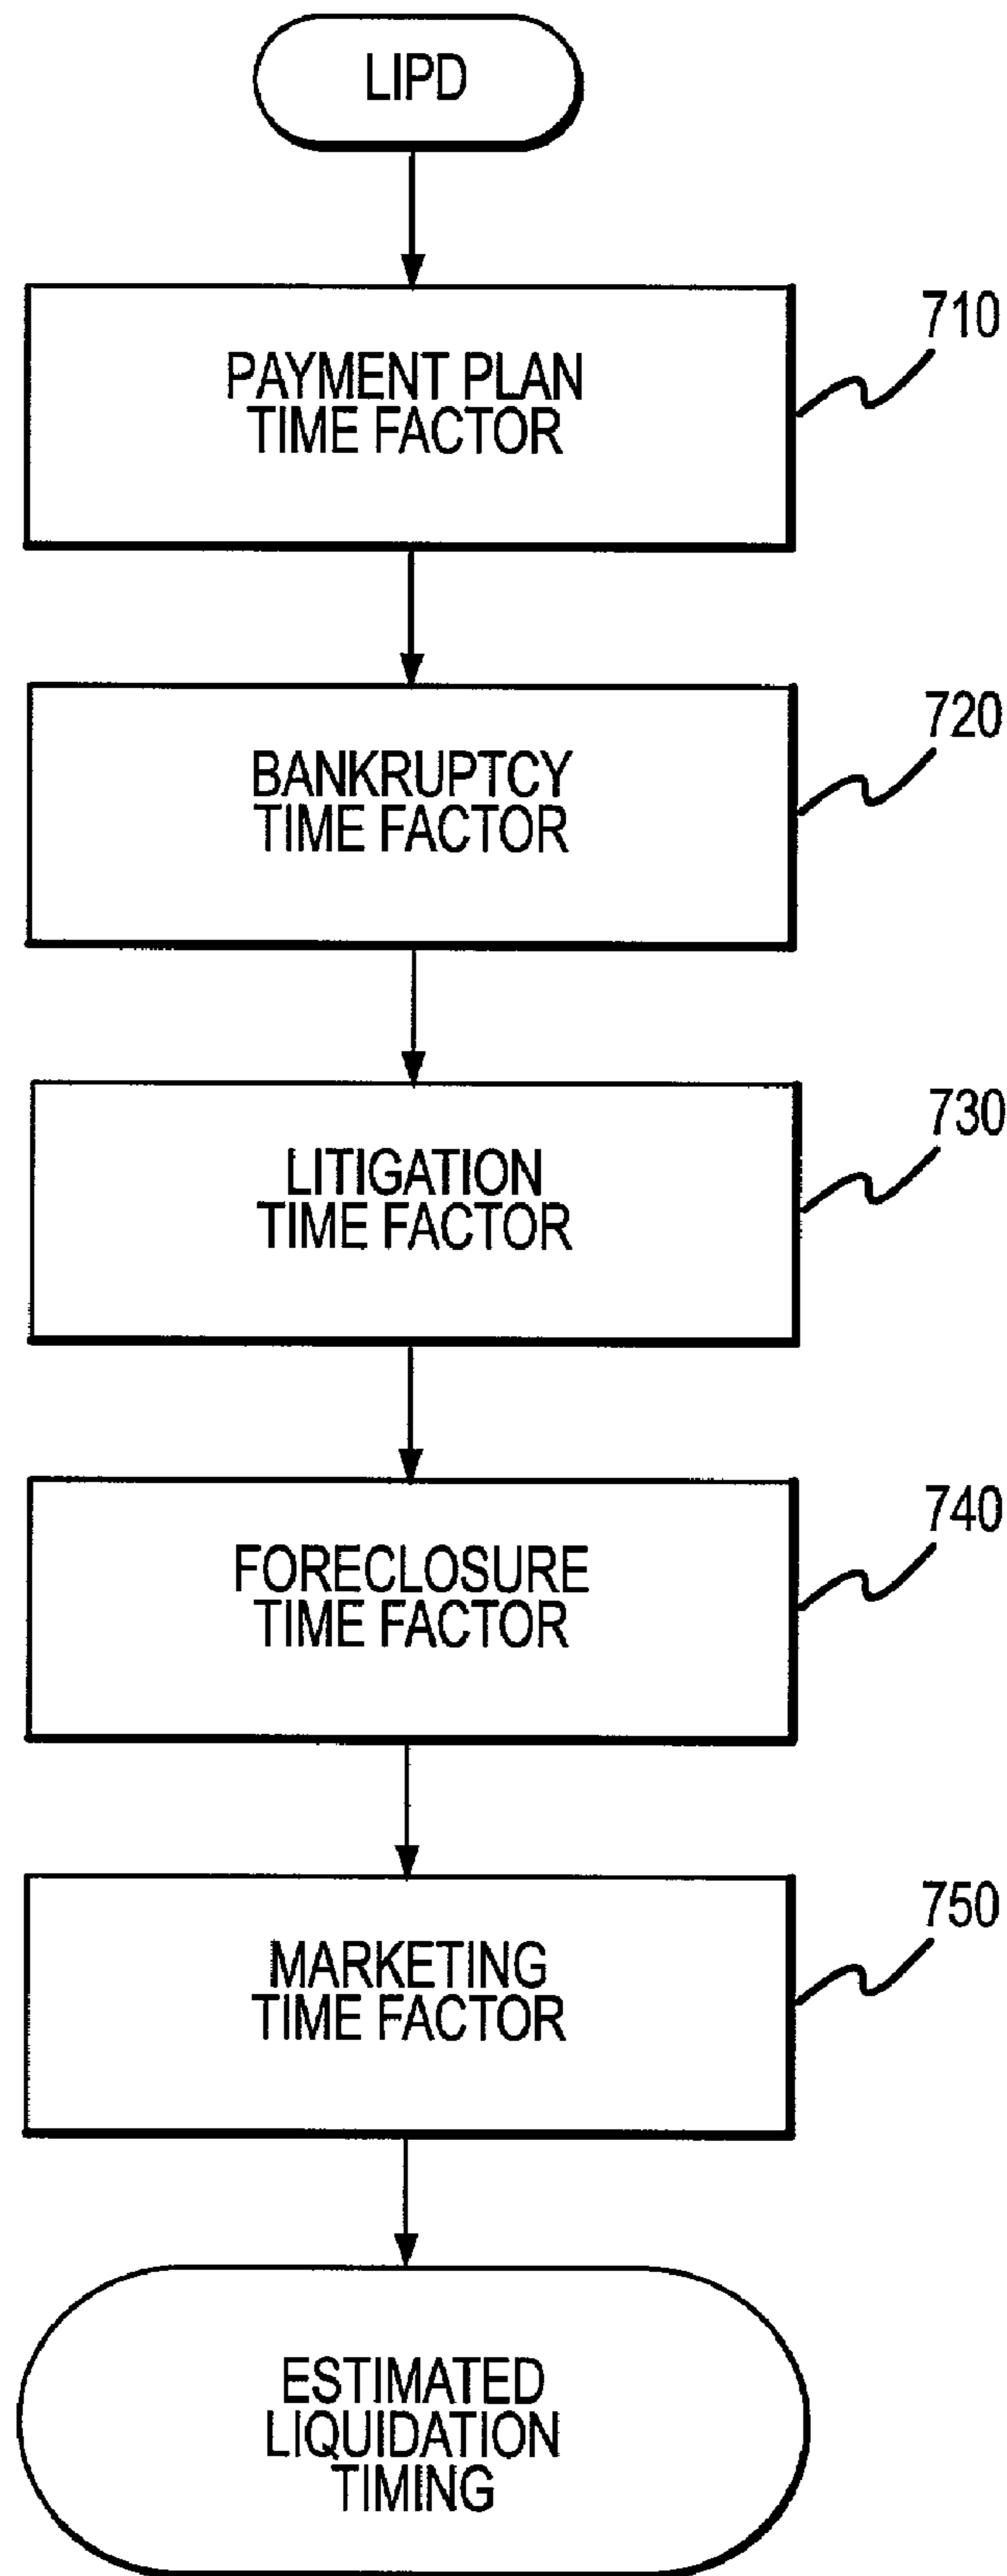 LIPD
PAYMENT PLAN
TIME FACTOR
710
BANKRUPTCY
TIME FACTOR
720
LITIGATION
TIME FACTOR
730
FORECLOSURE
TIME FACTOR
740
MARKETING
TIME FACTOR
750
ESTIMATED
LIQUIDATION
TIMING